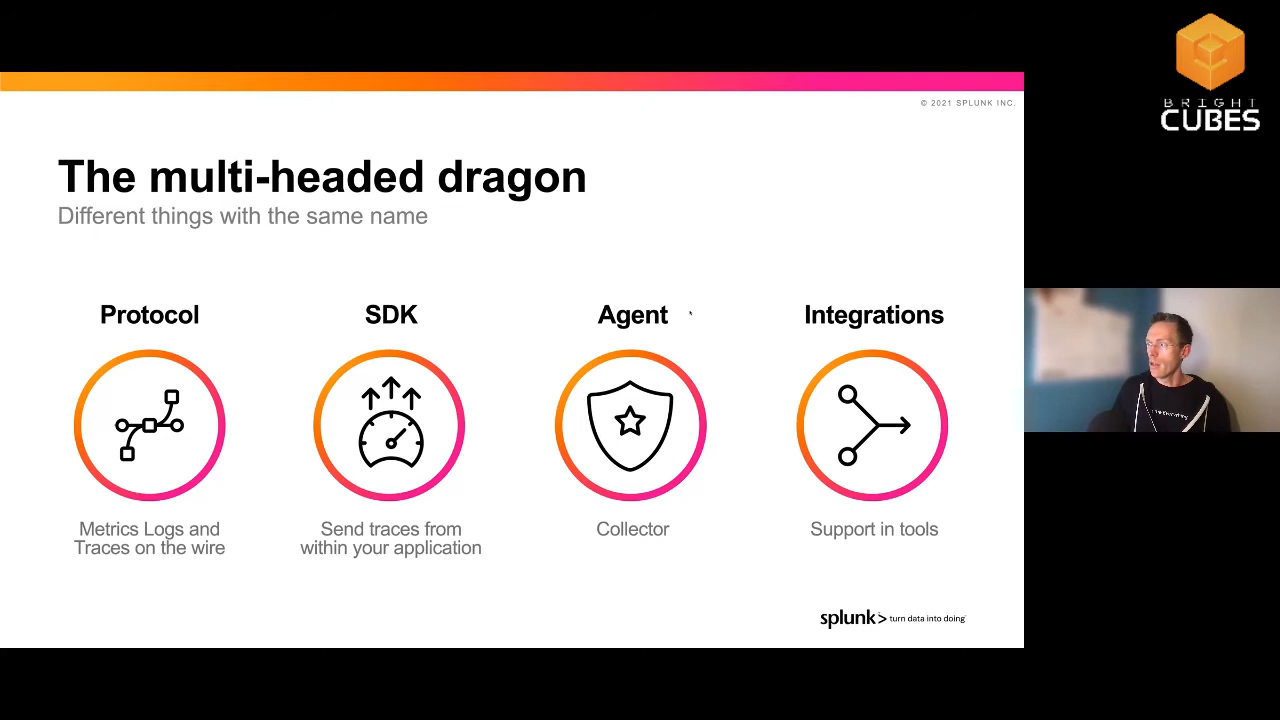 BRIGHT
CUBES
© 2021 SPLUNK INC.
The multi-headed dragon
Different things with the same name
Protocol
SDK
Agent
Integrations
Metrics Logs and
Traces on the wire
Send traces from
within your application
Collector
Support in tools
splunk> turn data into doing